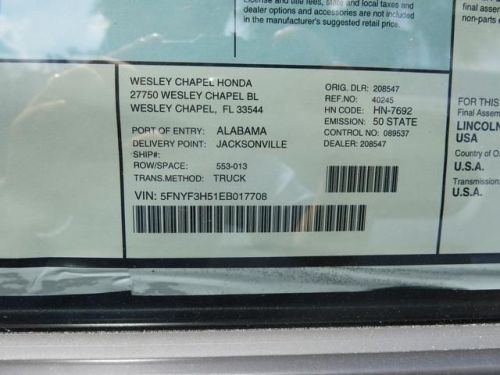 License and title fees, state and local taxes and
dealer options and accessories are not included
in the manufacturer's suggested retail price.
final assem
non-parts c
WESLEY CHAPEL HONDA
27750 WESLEY CHAPEL BL
WESLEY CHAPEL, FL 33544
ORIG. DLR: 208547
REF.NO: 40245
HN CODE: HN-7692
EMISSION: 50 STATE
CONTROL NO: 089537
DEALER: 208547
PORT OF ENTRY: ALABAMA
DELIVERY POINT: JACKSONVILLE
SHIP#:
ROW/SPACE: 553-013
TRANS.METHOD: TRUCK
VIN: 5FNYF3H51EB017708
FOR THIS
Final Assem
LINCOLN
USA
Country of O
U.S.A.
Transmission
U.S.A.